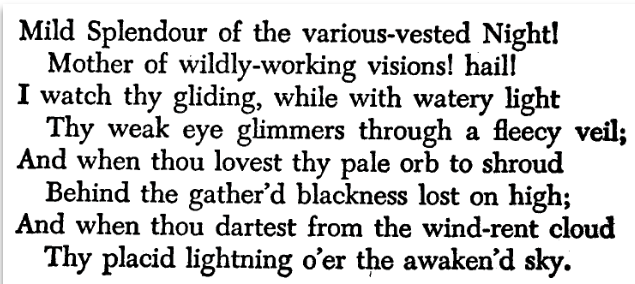 Mild Splendour of the various-vested Night!
Mother of wildly-working visions! hail!
I watch thy gliding, while with watery light
Thy weak eye glimmers through a fleecy veil;
And when thou lovest thy pale orb to shroud
Behind the gather'd blackness lost on high;
And when thou dartest from the wind-rent cloud
Thy placid lightning o'er the awaken'd sky.